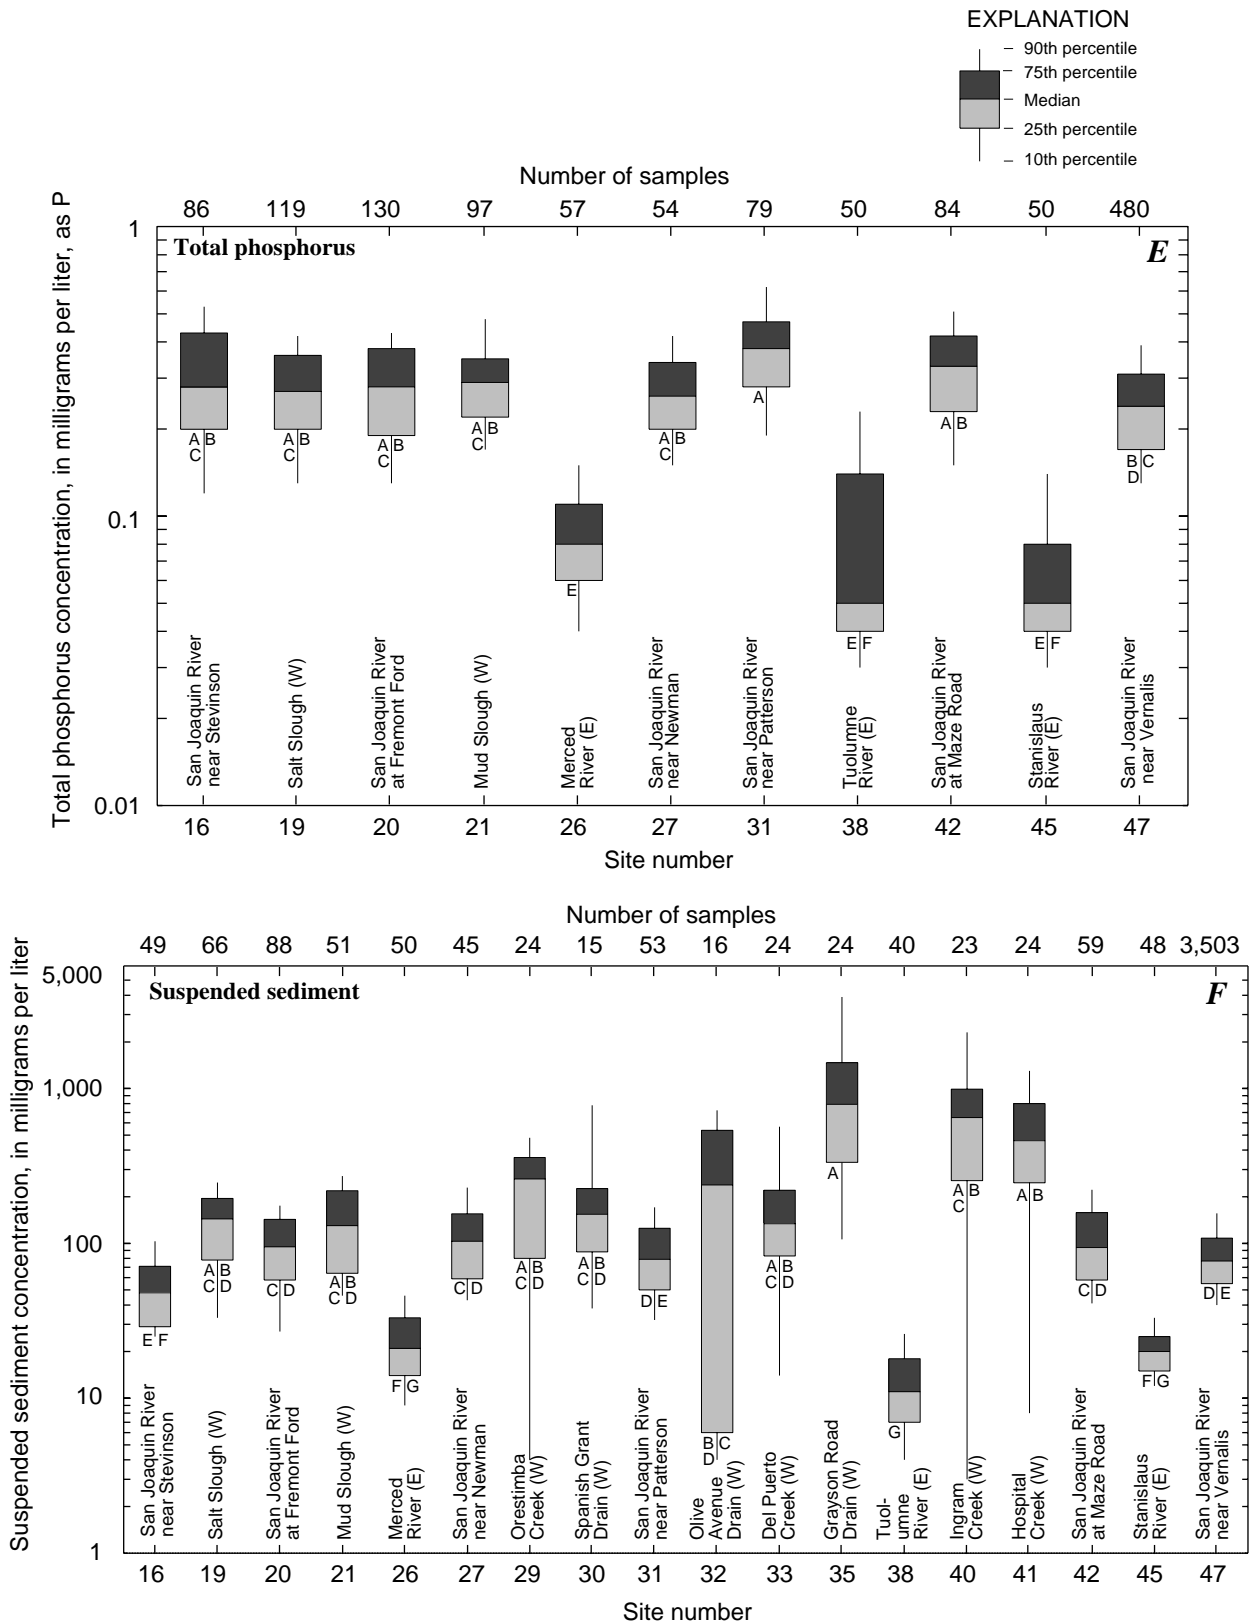 EXPLANATION
90th percentile
75th percentile
Median
25th percentile
10th percentile
Number of samples
86 119 130 97 57 54 79 50 84 50 480
Total phosphorus concentration, in milligrams per liter, as P
1
0.1
0.01
Total phosphorus
E
A B
C
A B
C
A B
C
A B
C
E
A B
C
A
E F
A B
E F
B C
D
San Joaquin River
near Stevinson
Salt Slough (W)
San Joaquin River
at Fremont Ford
Mud Slough (W)
Merced
River (E)
San Joaquin River
near Newman
San Joaquin River
near Patterson
Tuolumne
River (E)
San Joaquin River
at Maze Road
Stanislaus
River (E)
San Joaquin River
near Vernalis
16 19 20 21 26 27 31 38 42 45 47
Site number
Number of samples
49 66 88 51 50 45 24 15 53 16 24 24 40 23 24 59 48 3,503
Suspended sediment concentration, in milligrams per liter
5,000
1,000
100
10
1
Suspended sediment
F
E F
A B
C D
C D
A B
C D
F G
C D
A B
C D
A B
C D
D E
B C
D
A B
C D
A
G
A B
C
A B
C D
F G
D E
San Joaquin River
near Stevinson
Salt Slough (W)
San Joaquin River
at Fremont Ford
Mud Slough (W)
Merced
River (E)
San Joaquin River
near Newman
Orestimba
Creek (W)
Spanish Grant
Drain (W)
San Joaquin River
near Patterson
Olive
Avenue
Drain (W)
Del Puerto
Creek (W)
Grayson Road
Drain (W)
Tuol-
umne
River (E)
Ingram
Creek (W)
Hospital
Creek (W)
San Joaquin River
at Maze Road
Stanislaus
River (E)
San Joaquin River
near Vernalis
16 19 20 21 26 27 29 30 31 32 33 35 38 40 41 42 45 47
Site number